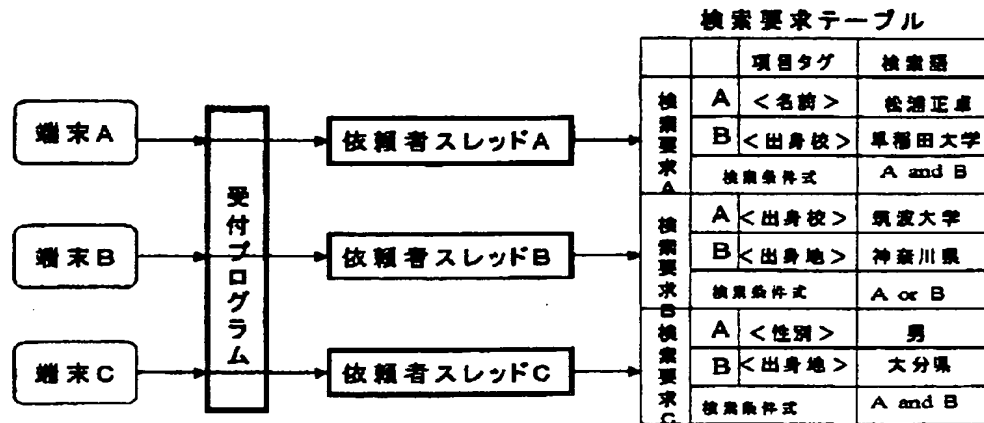 検索要求テーブル
項目タグ 検索語
検索要求A
A <名前> 松浦正卓
B <出身校> 早稲田大学
検索条件式 A and B
検索要求B
A <出身校> 筑波大学
B <出身地> 神奈川県
検索条件式 A or B
検索要求C
A <性別> 男
B <出身地> 大分県
検索条件式 A and B
端末A
端末B
端末C
受付プログラム
依頼者スレッドA
依頼者スレッドB
依頼者スレッドC